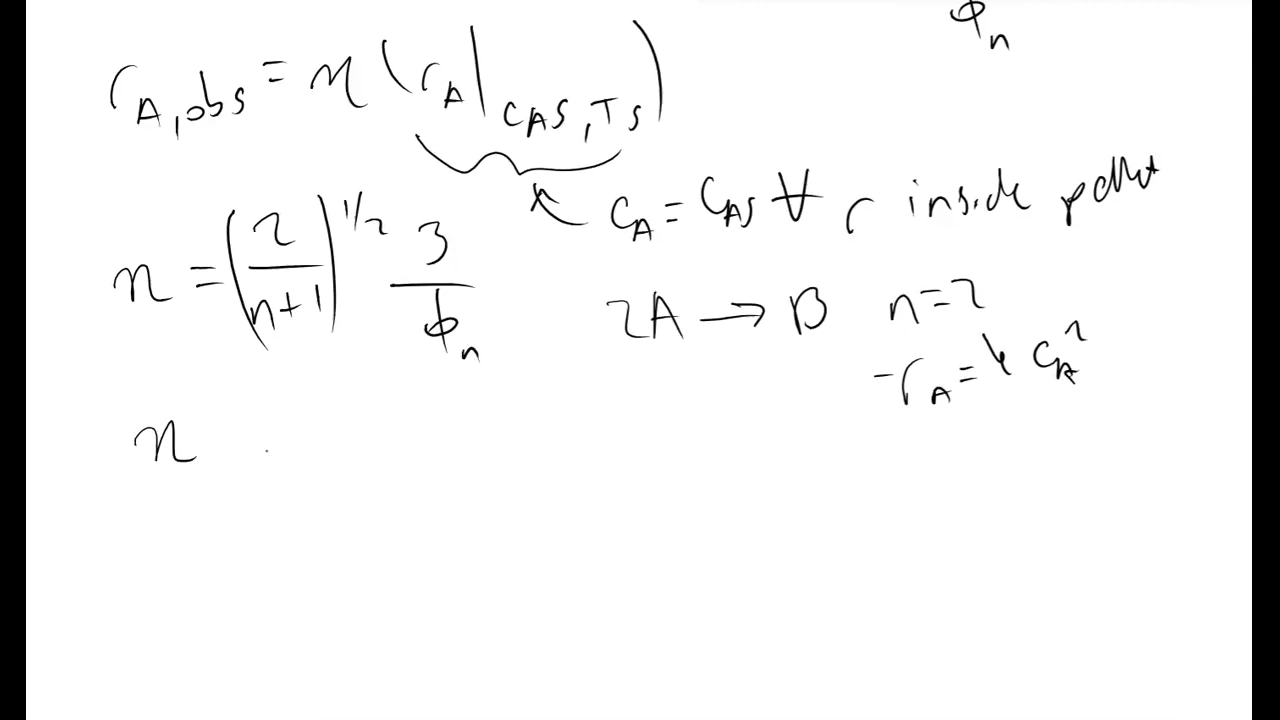 ϕn
rA,obs = η (rA|CAS,TS)
CA = CAS ∀ r inside pellet
η = (2/(n+1))^1/2 3/ϕn
2A → B n=2
-rA = k CA^2
η